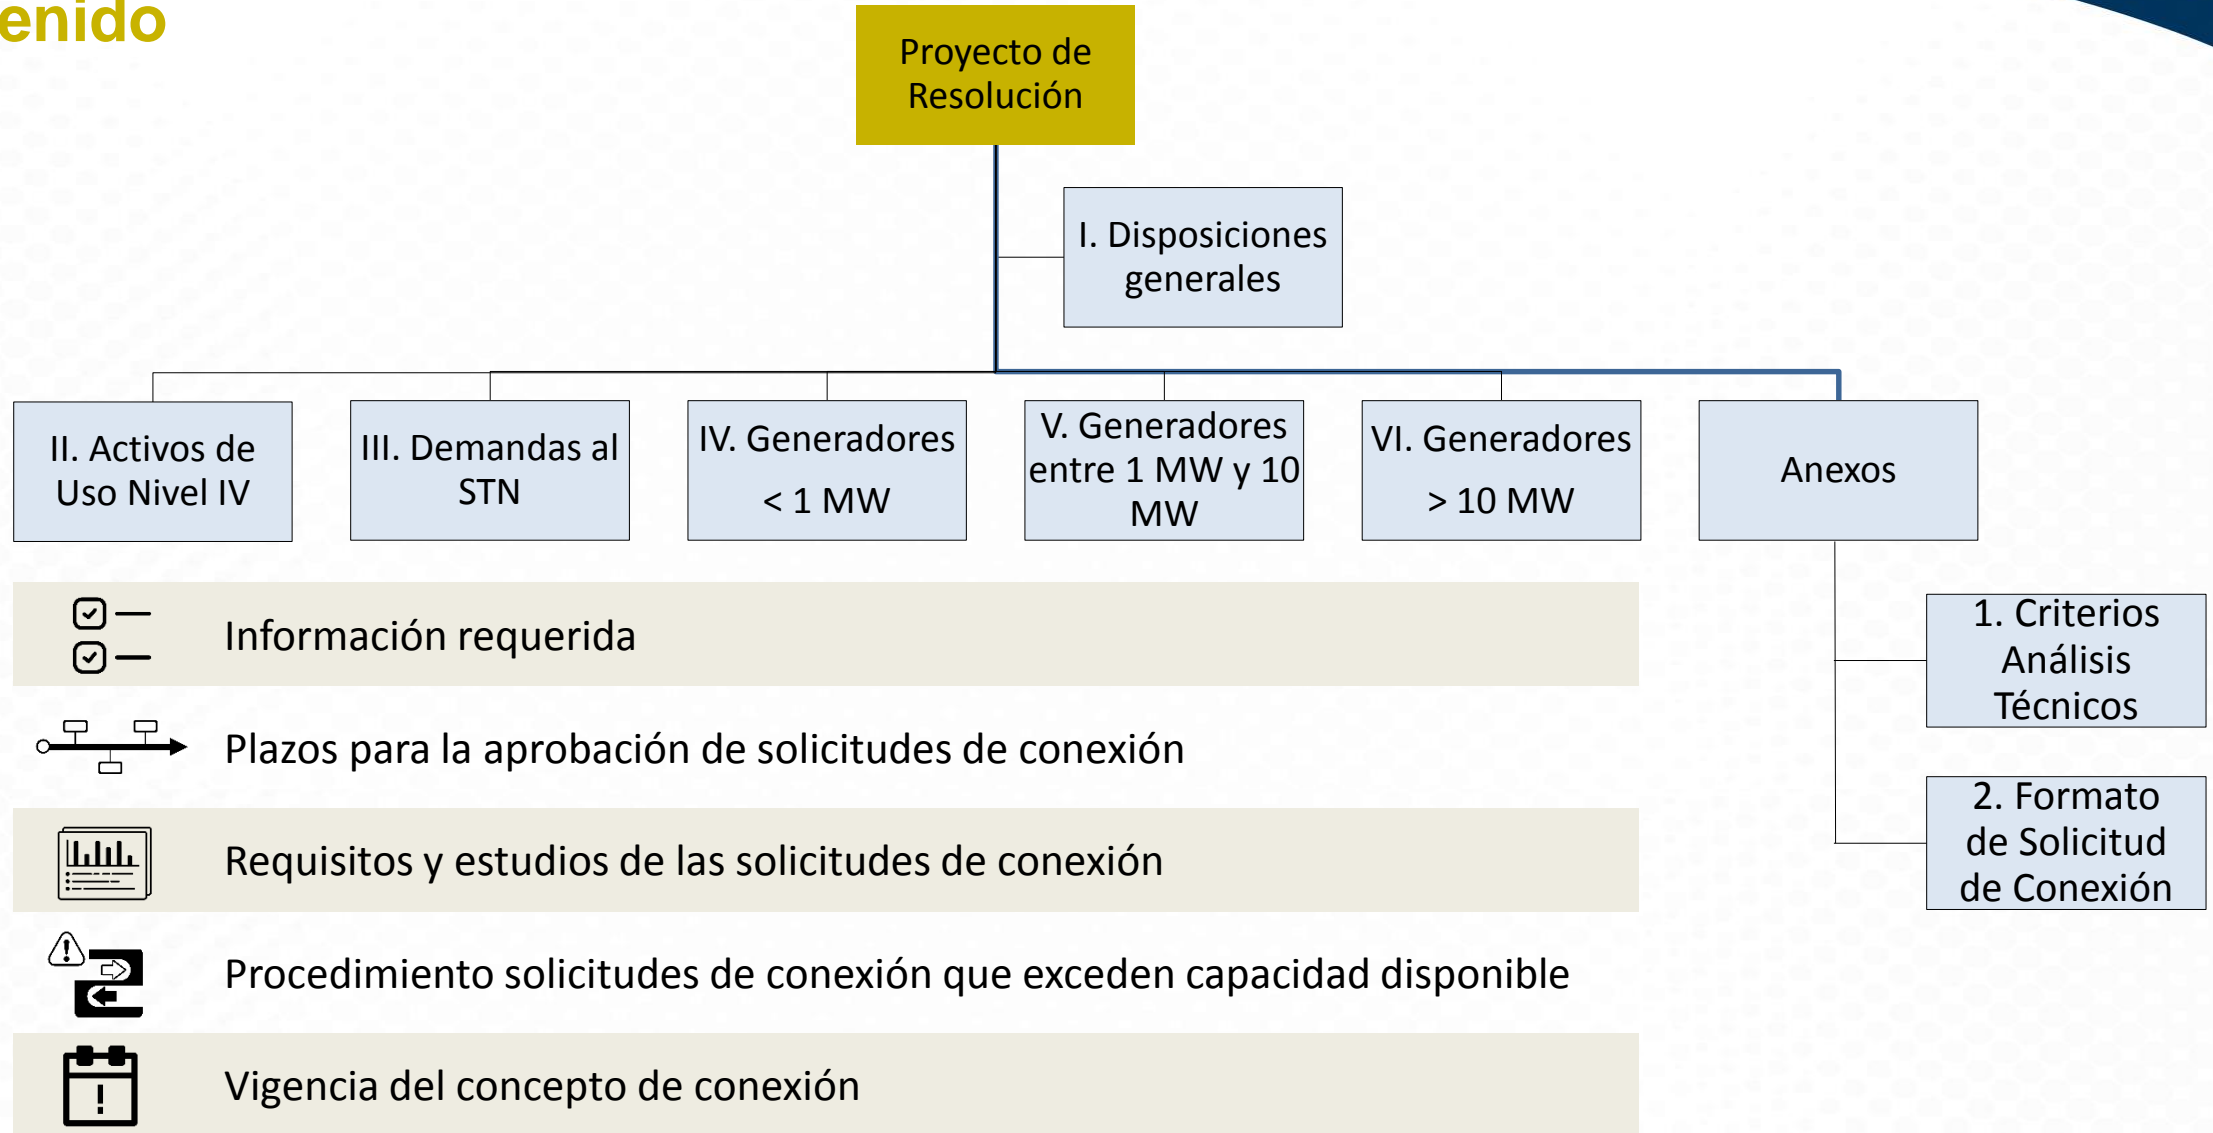 enido
Proyecto de
Resolución
I. Disposiciones
generales
II. Activos de
Uso Nivel IV
III. Demandas al
STN
IV. Generadores
< 1 MW
V. Generadores
entre 1 MW y 10
MW
VI. Generadores
> 10 MW
Anexos
Información requerida
Plazos para la aprobación de solicitudes de conexión
Requisitos y estudios de las solicitudes de conexión
Procedimiento solicitudes de conexión que exceden capacidad disponible
Vigencia del concepto de conexión
1. Criterios
Análisis
Técnicos
2. Formato
de Solicitud
de Conexión